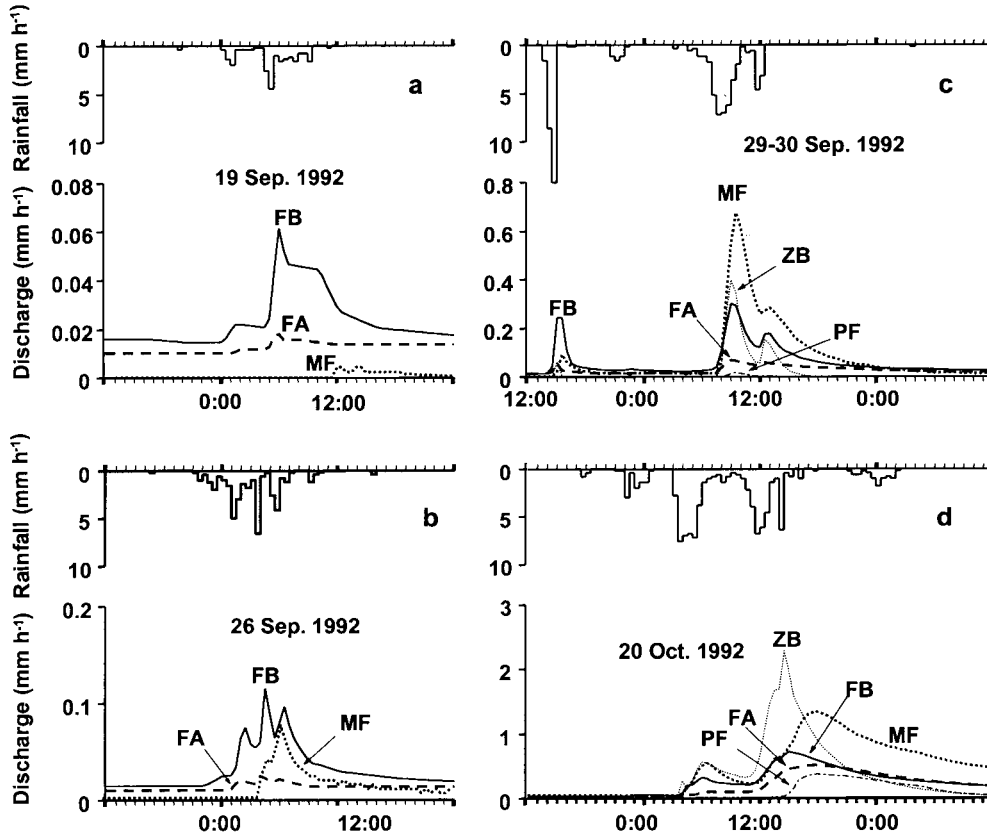 Rainfall (mm h⁻¹)
0
5
10
a
19 Sep. 1992
Discharge (mm h⁻¹)
0.08
0.06
0.04
0.02
0
FB
FA
MF
0:00
12:00
0
5
10
c
29-30 Sep. 1992
0.8
0.6
0.4
0.2
0
MF
ZB
FB
FA
PF
12:00
0:00
12:00
0:00
Rainfall (mm h⁻¹)
0
5
10
b
26 Sep. 1992
Discharge (mm h⁻¹)
0.2
0.1
0
FB
FA
MF
0:00
12:00
0
5
10
d
20 Oct. 1992
3
2
1
0
ZB
FB
FA
PF
MF
0:00
12:00
0:00